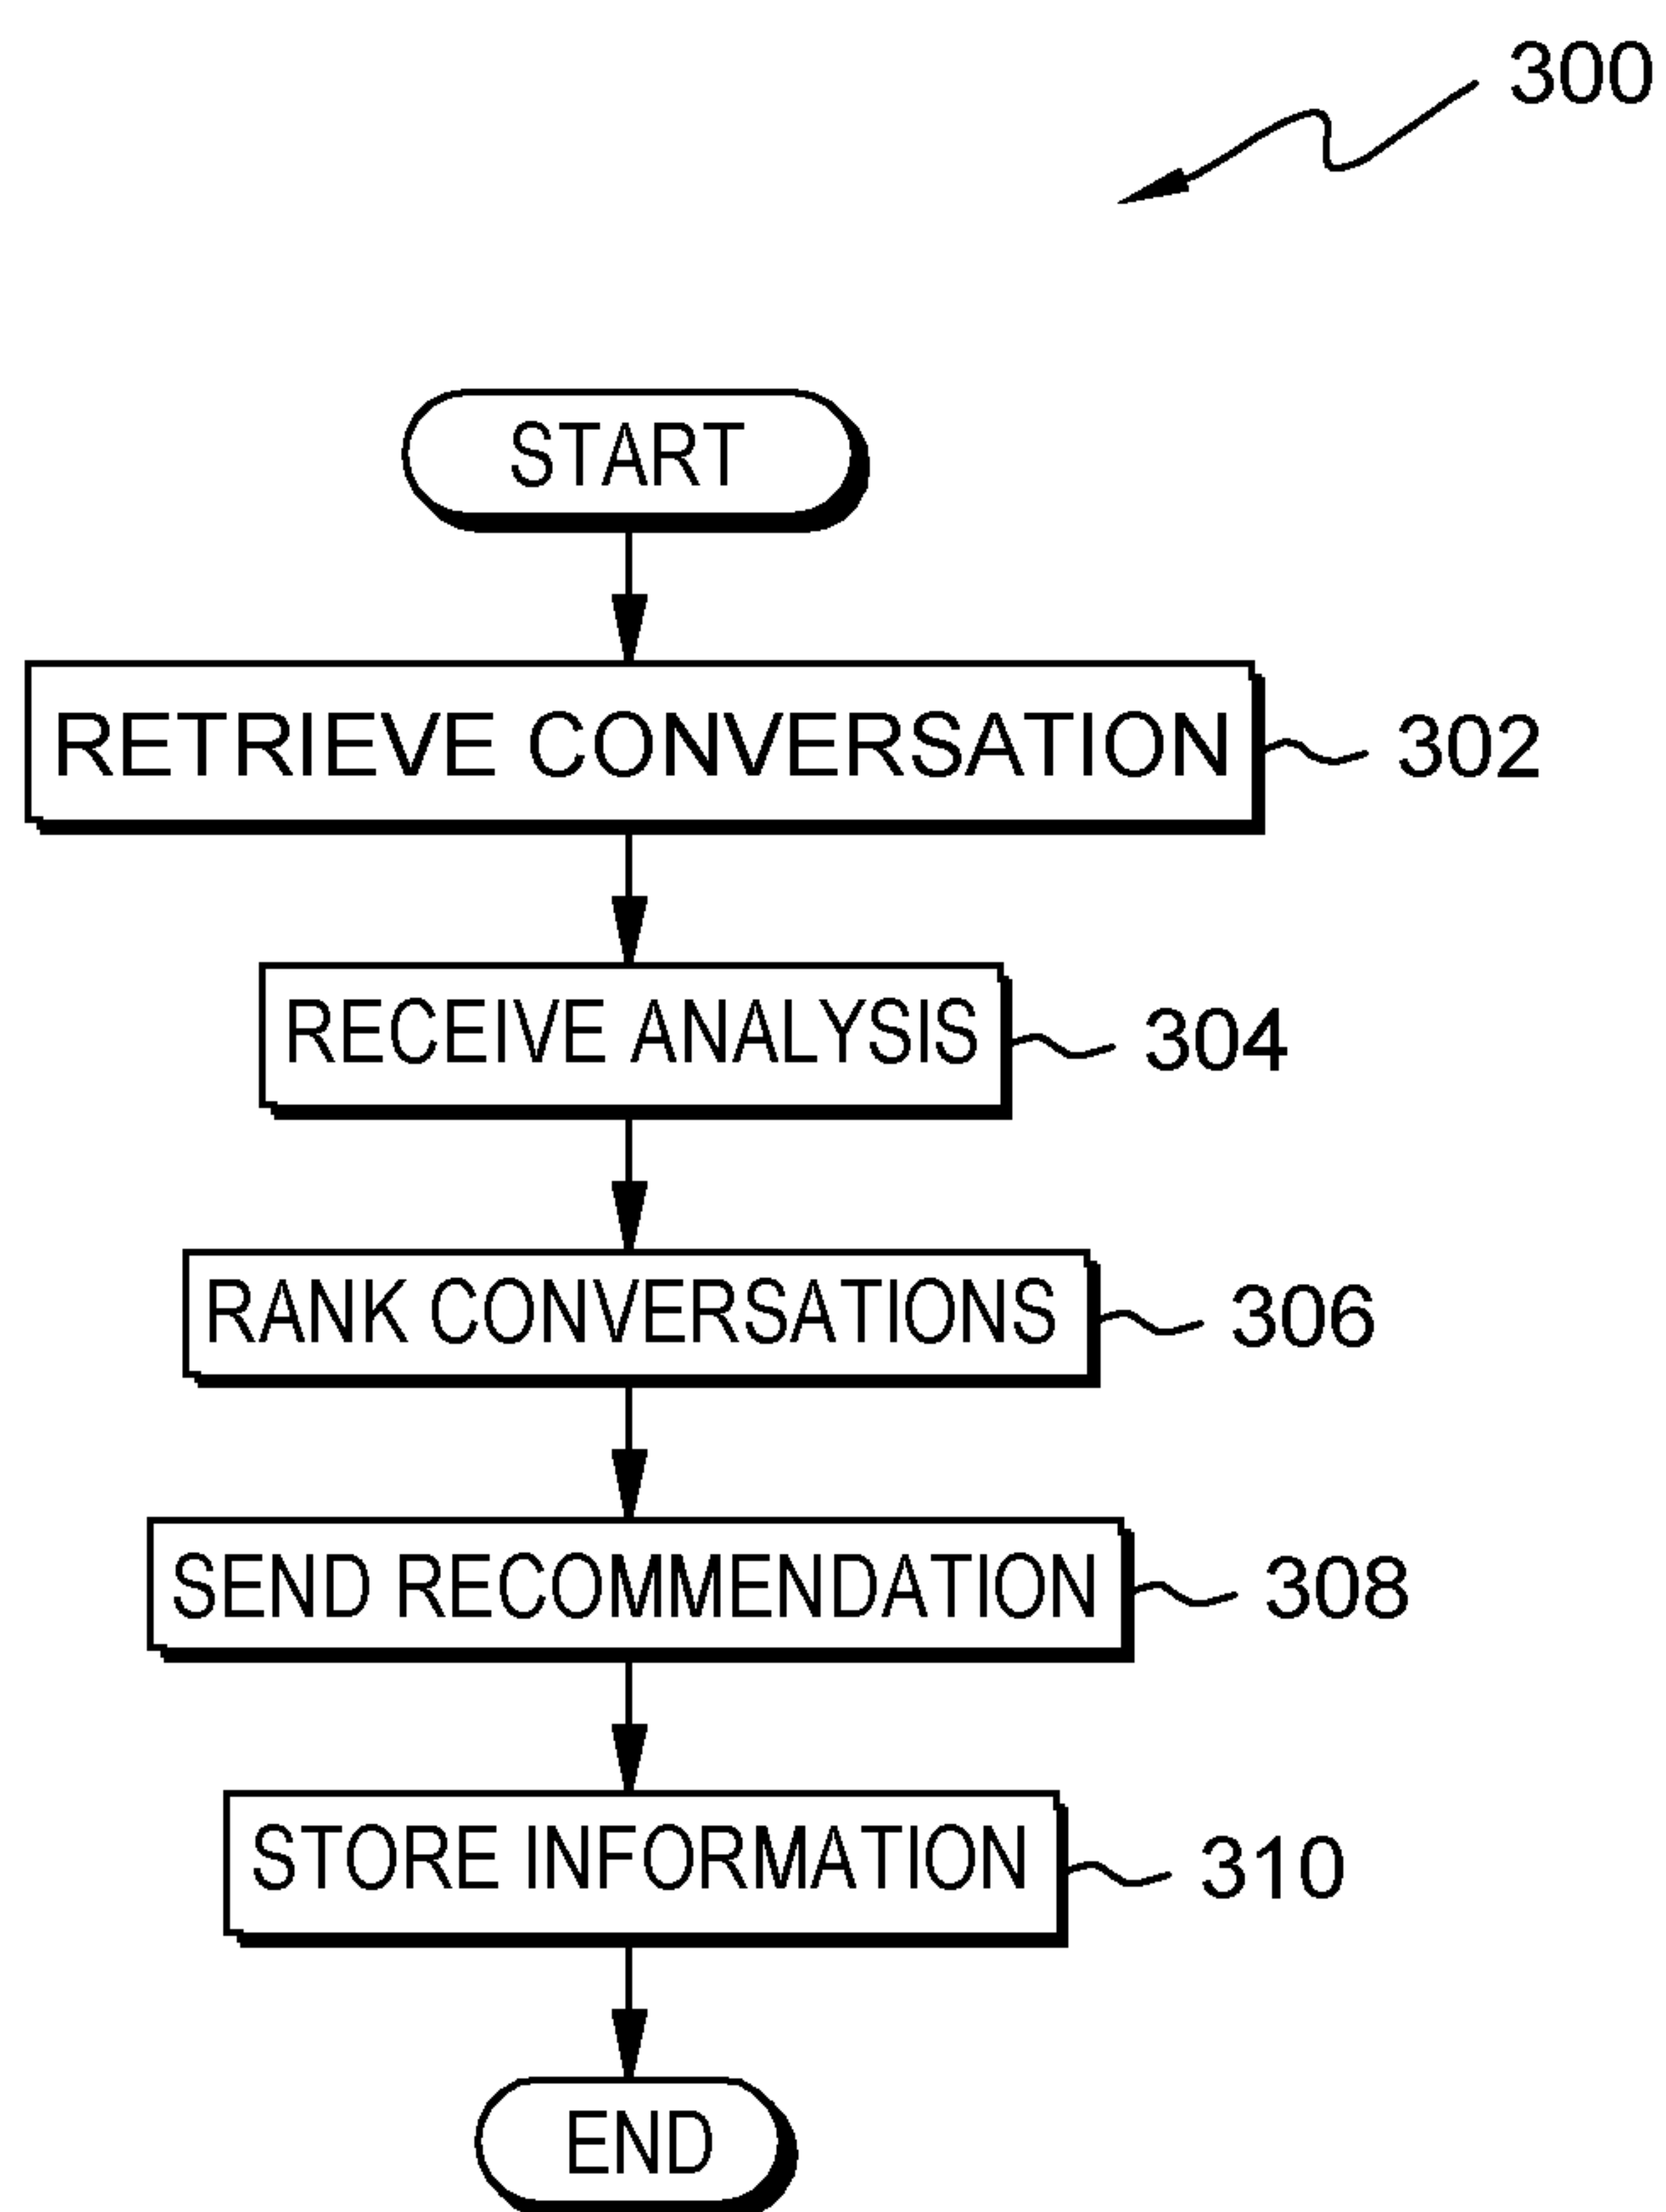 300
START
RETRIEVE CONVERSATION
302
RECEIVE ANALYSIS
304
RANK CONVERSATIONS
306
SEND RECOMMENDATION
308
STORE INFORMATION
310
END